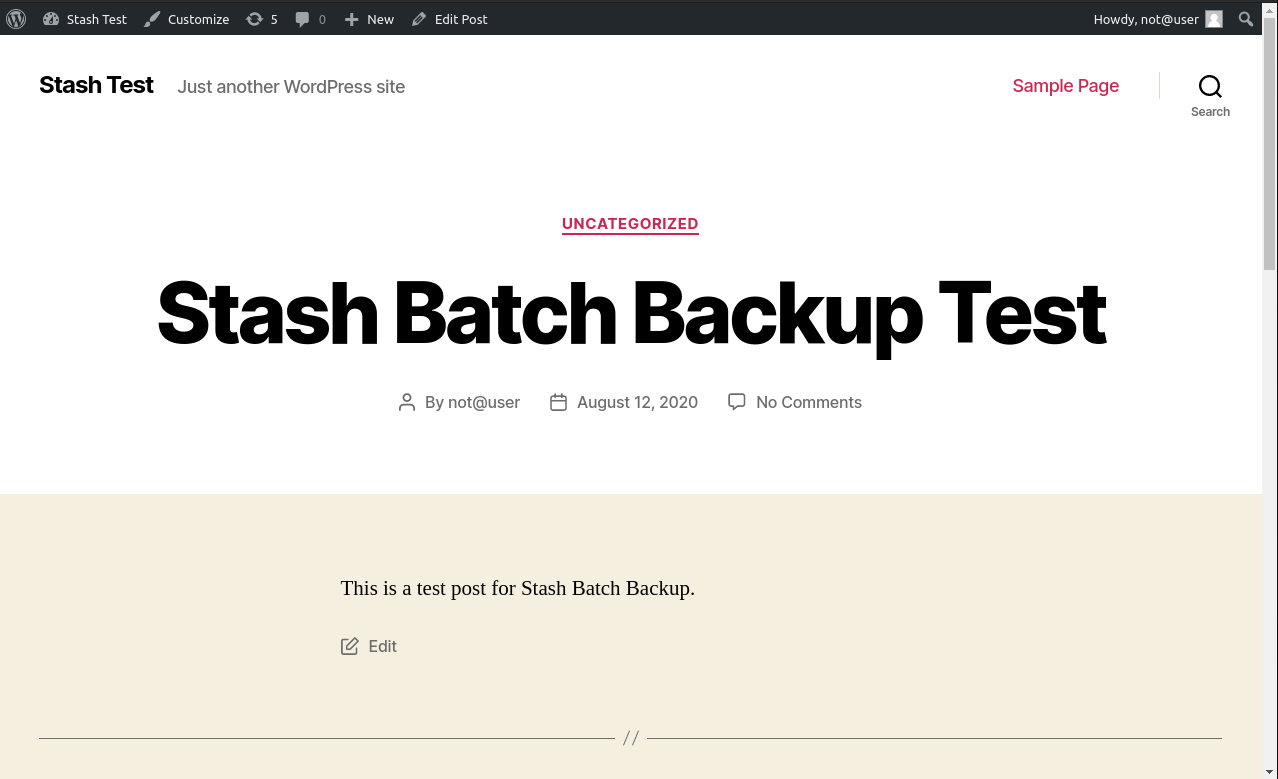 Stash Test Customize 5 0 New Edit Post Howdy, not@user
Stash Test Just another WordPress site Sample Page
Search
UNCATEGORIZED
Stash Batch Backup Test
By not@user August 12, 2020 No Comments
This is a test post for Stash Batch Backup.
Edit
//